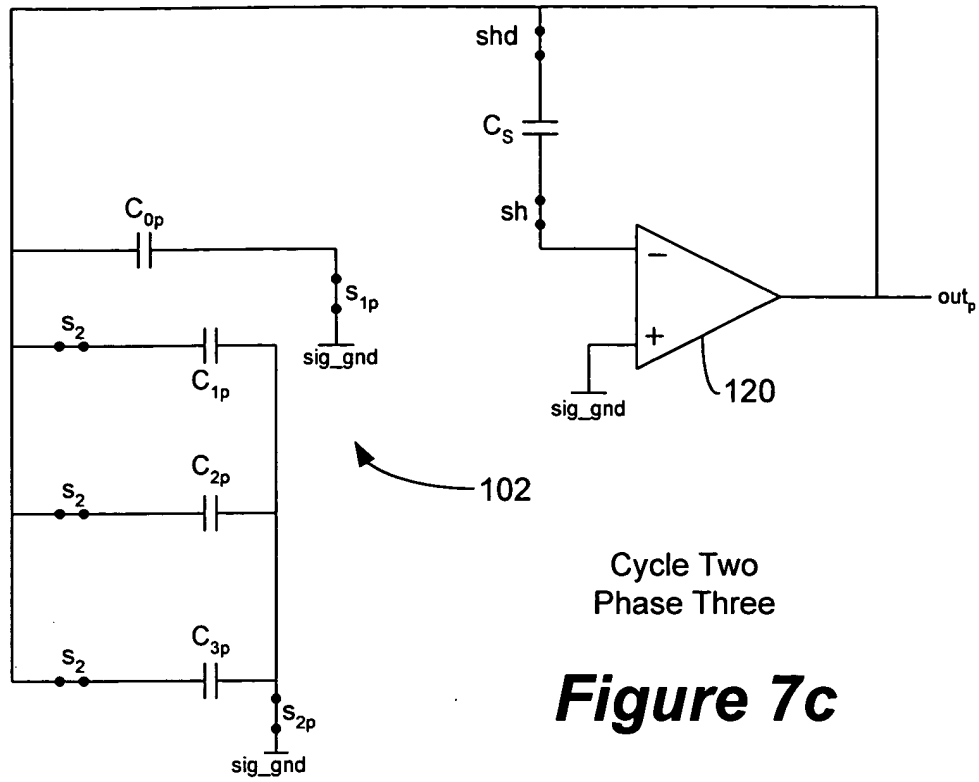 shd
C_S
sh
C_0p
s_1p
sig_gnd
s_2
C_1p
−
+
out_p
sig_gnd
120
C_2p
s_2
102
Cycle Two
Phase Three
C_3p
s_2
s_2p
sig_gnd
Figure 7c